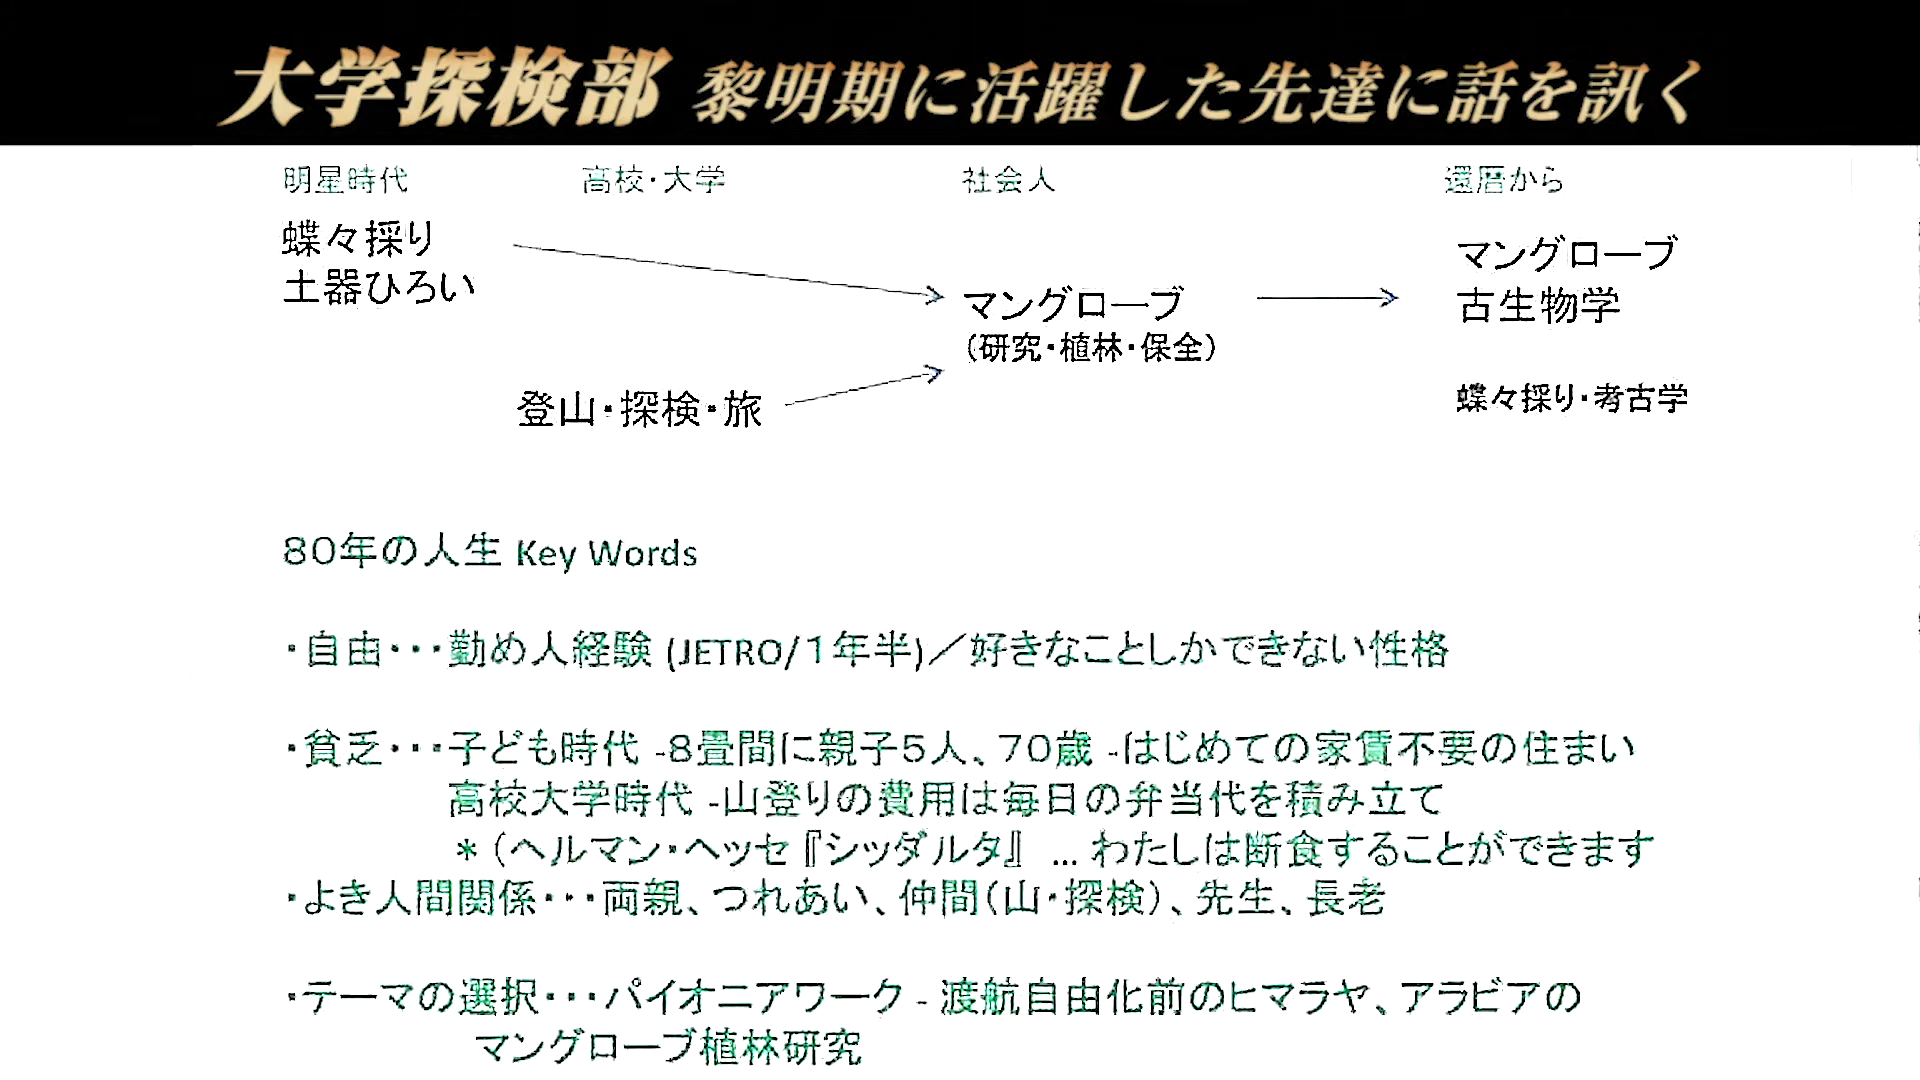 大学探検部 黎明期に活躍した先達に話を訊く
明星時代 高校・大学 社会人 還暦から
蝶々採り
土器ひろい
登山・探検・旅
マングローブ
（研究・植林・保全）
マングローブ
古生物学
蝶々採り・考古学
80年の人生 Key Words
・自由・・・勤め人経験 (JETRO/１年半)／好きなことしかできない性格
・貧乏・・・子ども時代 -８畳間に親子５人、７０歳 -はじめての家賃不要の住まい
高校大学時代 -山登りの費用は毎日の弁当代を積み立て
＊（ヘルマン・ヘッセ『シッダルタ』 ... わたしは断食することができます
・よき人間関係・・・両親、つれあい、仲間（山・探検）、先生、長老
・テーマの選択・・・パイオニアワーク - 渡航自由化前のヒマラヤ、アラビアの
マングローブ植林研究